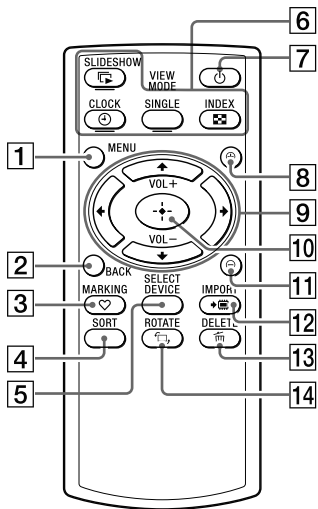 6
SLIDESHOW
VIEW
MODE
7
CLOCK
SINGLE
INDEX
1
MENU
8
VOL+
9
10
VOL−
2
BACK
11
SELECT
DEVICE
3
MARKING
IMPORT
12
4
SORT
ROTATE
DELETE
13
5
14